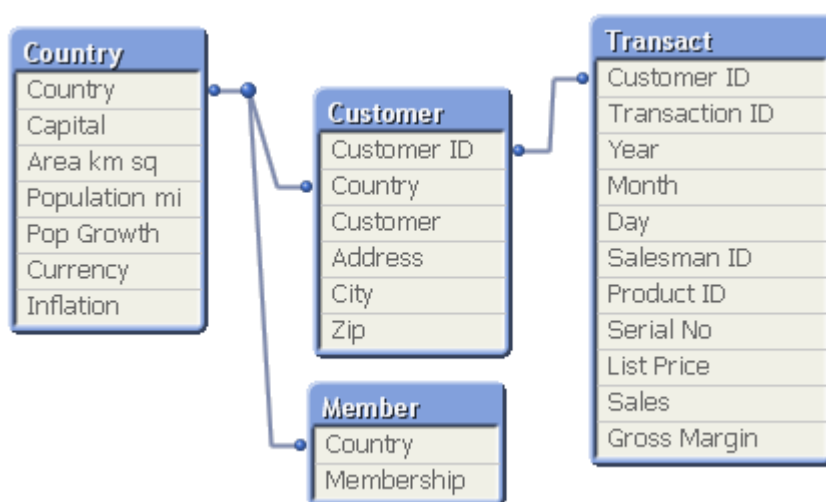 Country
Country
Capital
Area km sq
Population mi
Pop Growth
Currency
Inflation
Customer
Customer ID
Country
Customer
Address
City
Zip
Member
Country
Membership
Transact
Customer ID
Transaction ID
Year
Month
Day
Salesman ID
Product ID
Serial No
List Price
Sales
Gross Margin